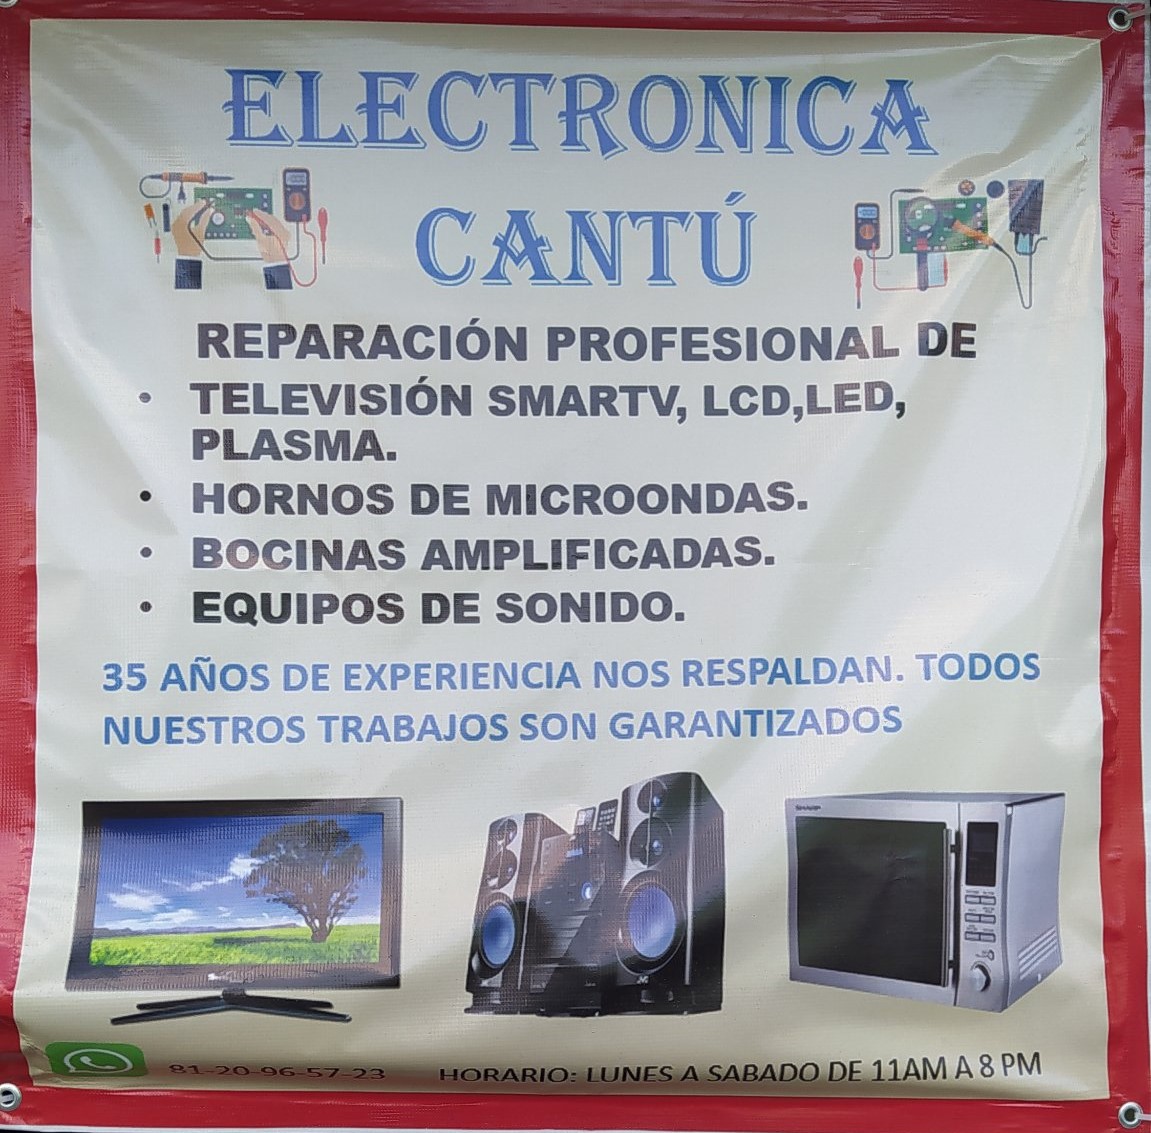 ELECTRONICA
CANTÚ
REPARACIÓN PROFESIONAL DE
• TELEVISIÓN SMARTV, LCD,LED,
PLASMA.
• HORNOS DE MICROONDAS.
• BOCINAS AMPLIFICADAS.
• EQUIPOS DE SONIDO.
35 AÑOS DE EXPERIENCIA NOS RESPALDAN. TODOS
NUESTROS TRABAJOS SON GARANTIZADOS
SHARP
JVC
81-20-96-57-23 HORARIO: LUNES A SABADO DE 11AM A 8 PM